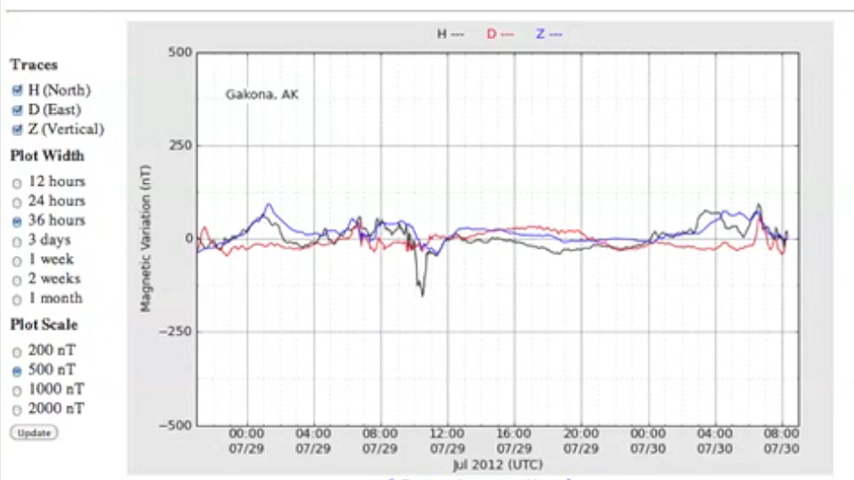 H --- D --- Z ---
Traces
H (North)
D (East)
Z (Vertical)
Plot Width
12 hours
24 hours
36 hours
3 days
1 week
2 weeks
1 month
Plot Scale
200 nT
500 nT
1000 nT
2000 nT
Update
Magnetic Variation (nT)
500
250
0
−250
−500
Gakona, AK
00:00 04:00 08:00 12:00 16:00 20:00 00:00 04:00 08:00
07/29 07/29 07/29 07/29 07/29 07/29 07/30 07/30 07/30
Jul 2012 (UTC)